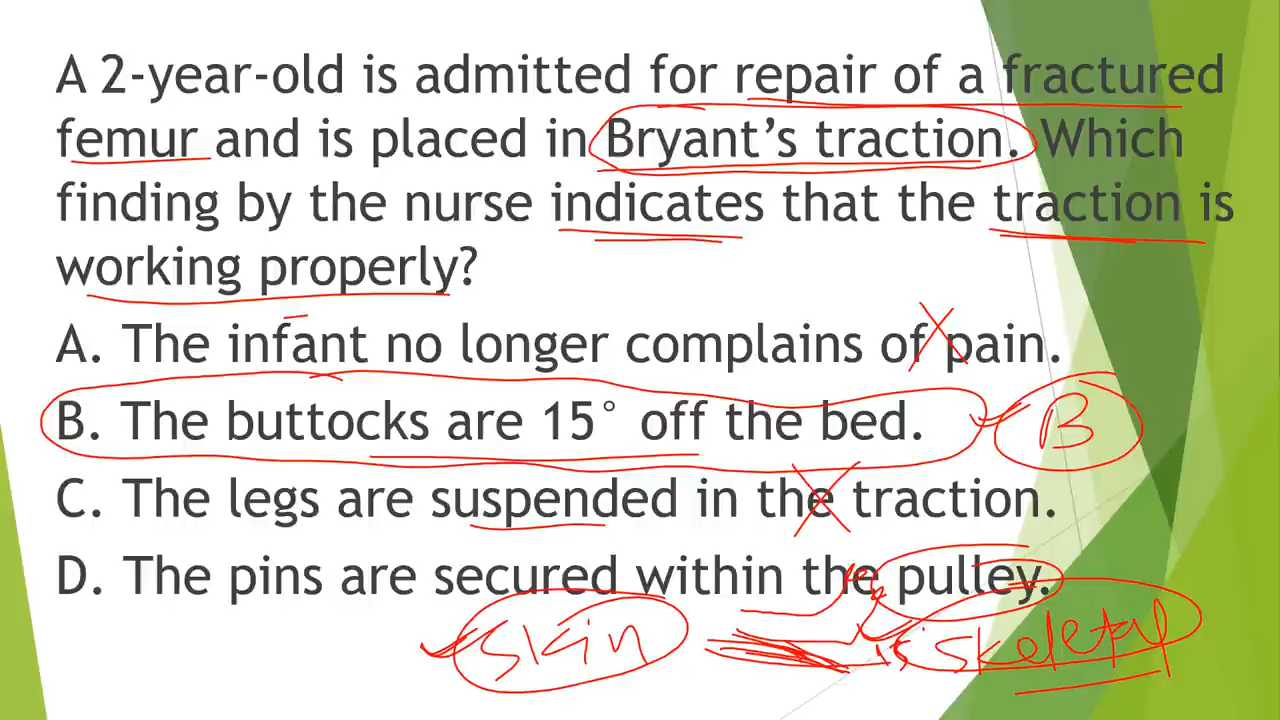 A 2-year-old is admitted for repair of a fractured
femur and is placed in Bryant’s traction. Which
finding by the nurse indicates that the traction is
working properly?
A. The infant no longer complains of pain.
B. The buttocks are 15° off the bed.
B
C. The legs are suspended in the traction.
D. The pins are secured within the pulley.
skin
skeletal